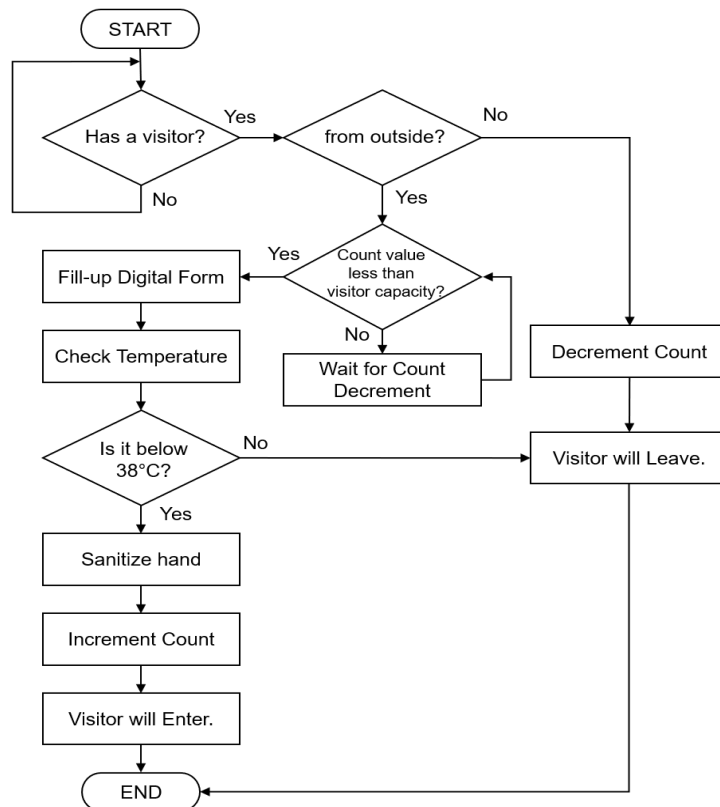 START
Has a visitor?
Yes
No
from outside?
No
Yes
Count value
less than
visitor capacity?
Yes
No
Wait for Count
Decrement
Fill-up Digital Form
Check Temperature
Decrement Count
Is it below
38°C?
No
Yes
Visitor will Leave.
Sanitize hand
Increment Count
Visitor will Enter.
END